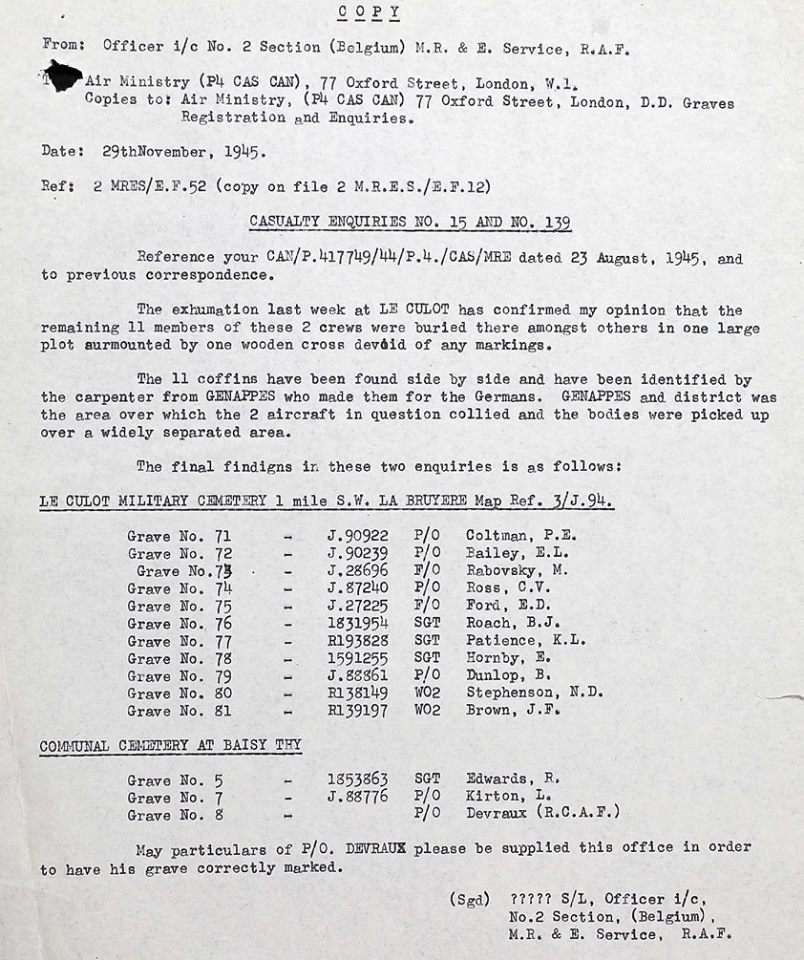 COPY
From: Officer i/c No. 2 Section (Belgium) M.R. & E. Service, R.A.F.
Air Ministry (P4 CAS CAN), 77 Oxford Street, London, W.1.
Copies to: Air Ministry, (P4 CAS CAN) 77 Oxford Street, London, D.D. Graves
Registration and Enquiries.
Date: 29thNovember, 1945.
Ref: 2 MRES/E.F.52 (copy on file 2 M.R.E.S./E.F.12)
CASUALTY ENQUIRIES NO. 15 AND NO. 139
Reference your CAN/P.417749/44/P.4./CAS/MRE dated 23 August, 1945, and
to previous correspondence.
The exhumation last week at LE CULOT has confirmed my opinion that the
remaining 11 members of these 2 crews were buried there amongst others in one large
plot surmounted by one wooden cross devoid of any markings.
The 11 coffins have been found side by side and have been identified by
the carpenter from GENAPPES who made them for the Germans. GENAPPES and district was
the area over which the 2 aircraft in question collied and the bodies were picked up
over a widely separated area.
The final findigns in these two enquiries is as follows:
LE CULOT MILITARY CEMETERY 1 mile S.W. LA BRUYERE Map Ref. 3/J.94.
Grave No. 71 - J.90922 P/O Coltman, P.E.
Grave No. 72 - J.90239 P/O Bailey, E.L.
Grave No.73 - J.28696 F/O Rabovsky, M.
Grave No. 74 - J.87240 P/O Ross, C.V.
Grave No. 75 - J.27225 F/O Ford, E.D.
Grave No. 76 - 1831954 SGT Roach, B.J.
Grave No. 77 - R193828 SGT Patience, K.L.
Grave No. 78 - 1591255 SGT Hornby, E.
Grave No. 79 - J.88861 P/O Dunlop, B.
Grave No. 80 - R138149 WO2 Stephenson, N.D.
Grave No. 81 - R139197 WO2 Brown, J.F.
COMMUNAL CEMETERY AT BAISY THY
Grave No. 5 - 1853863 SGT Edwards, R.
Grave No. 7 - J.88776 P/O Kirton, L.
Grave No. 8 - P/O Devraux (R.C.A.F.)
May particulars of P/O. DEVRAUX please be supplied this office in order
to have his grave correctly marked.
(Sgd) ????? S/L, Officer i/c,
No.2 Section, (Belgium),
M.R. & E. Service, R.A.F.